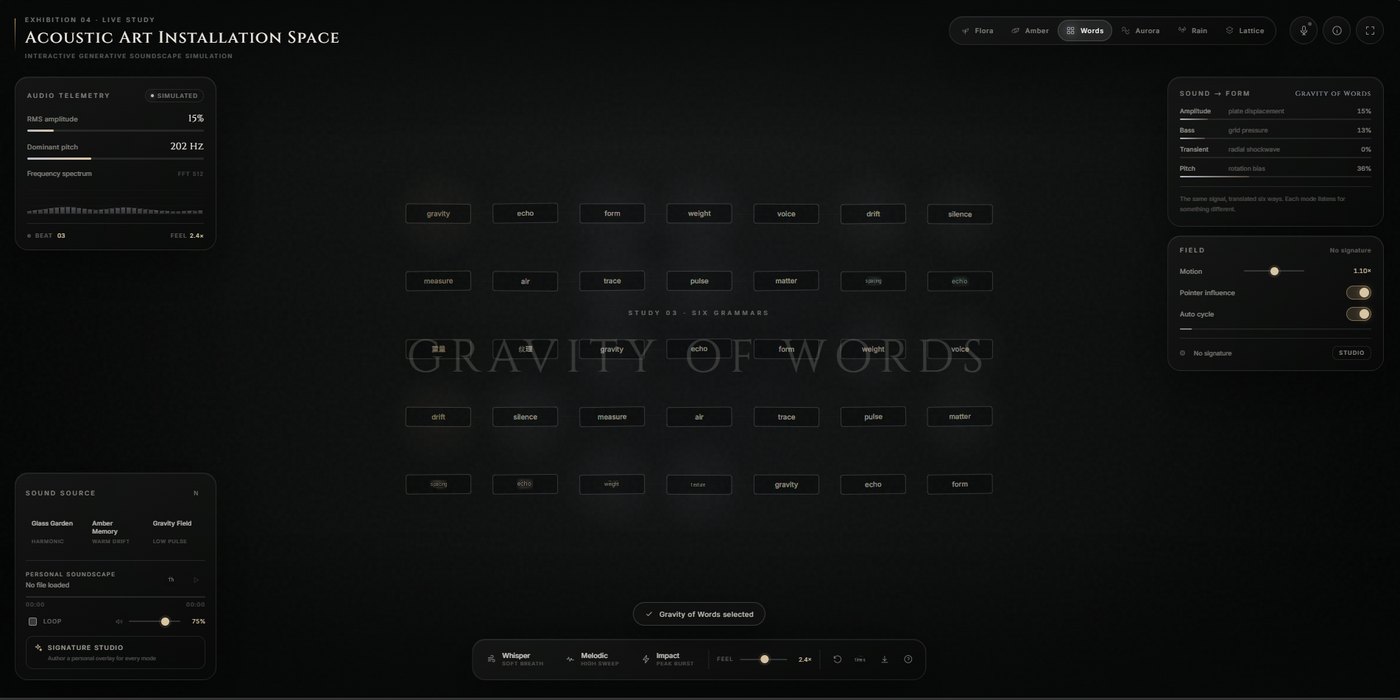 EXHIBITION 04 · LIVE STUDY
ACOUSTIC ART INSTALLATION SPACE
INTERACTIVE GENERATIVE SOUNDSCAPE SIMULATION
Flora Amber Words Aurora Rain Lattice
AUDIO TELEMETRY SIMULATED
RMS amplitude 15%
Dominant pitch 202 HZ
Frequency spectrum FFT 512
BEAT 03 FEEL 2.4×
SOUND → FORM GRAVITY OF WORDS
Amplitude plate displacement 15%
Bass grid pressure 13%
Transient radial shockwave 0%
Pitch rotation bias 36%
The same signal, translated six ways. Each mode listens for
something different.
FIELD No signature
Motion 1.10×
Pointer influence
Auto cycle
No signature STUDIO
gravity echo form weight voice drift silence
measure air trace pulse matter spacing echo
STUDY 03 · SIX GRAMMARS
GRAVITY OF WORDS
重量 纹理 gravity echo form weight voice
drift silence measure air trace pulse matter
spacing echo weight texture gravity echo form
SOUND SOURCE N
Glass Garden
HARMONIC
Amber Memory
WARM DRIFT
Gravity Field
LOW PULSE
PERSONAL SOUNDSCAPE
No file loaded
00:00 00:00
LOOP 75%
SIGNATURE STUDIO
Author a personal overlay for every mode
Gravity of Words selected
Whisper
SOFT BREATH
Melodic
HIGH SWEEP
Impact
PEAK BURST
FEEL 2.4×